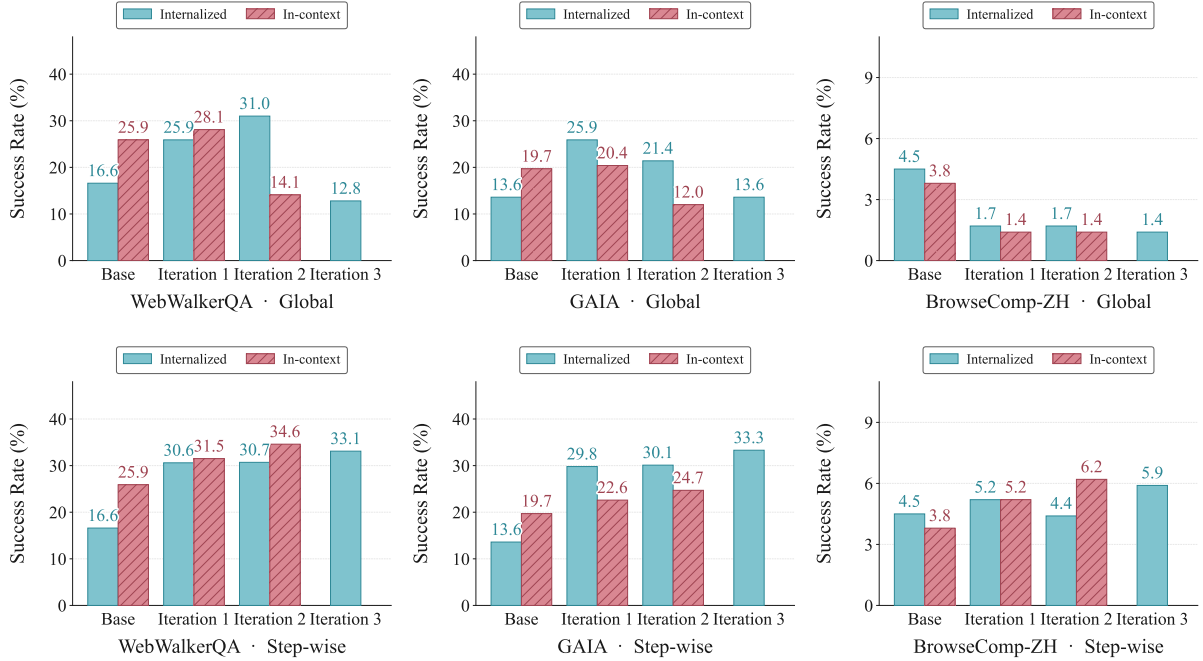 Internalized In-context
Success Rate (%)
40
30
20
10
0
16.6 25.9 25.9 28.1 31.0 14.1 12.8
Base Iteration 1 Iteration 2 Iteration 3
WebWalkerQA · Global
Internalized In-context
Success Rate (%)
40
30
20
10
0
13.6 19.7 25.9 20.4 21.4 12.0 13.6
Base Iteration 1 Iteration 2 Iteration 3
GAIA · Global
Internalized In-context
Success Rate (%)
9
6
3
0
4.5 3.8 1.7 1.4 1.7 1.4 1.4
Base Iteration 1 Iteration 2 Iteration 3
BrowseComp-ZH · Global
Internalized In-context
Success Rate (%)
40
30
20
10
0
16.6 25.9 30.6 31.5 30.7 34.6 33.1
Base Iteration 1 Iteration 2 Iteration 3
WebWalkerQA · Step-wise
Internalized In-context
Success Rate (%)
40
30
20
10
0
13.6 19.7 29.8 22.6 30.1 24.7 33.3
Base Iteration 1 Iteration 2 Iteration 3
GAIA · Step-wise
Internalized In-context
Success Rate (%)
9
6
3
0
4.5 3.8 5.2 5.2 4.4 6.2 5.9
Base Iteration 1 Iteration 2 Iteration 3
BrowseComp-ZH · Step-wise